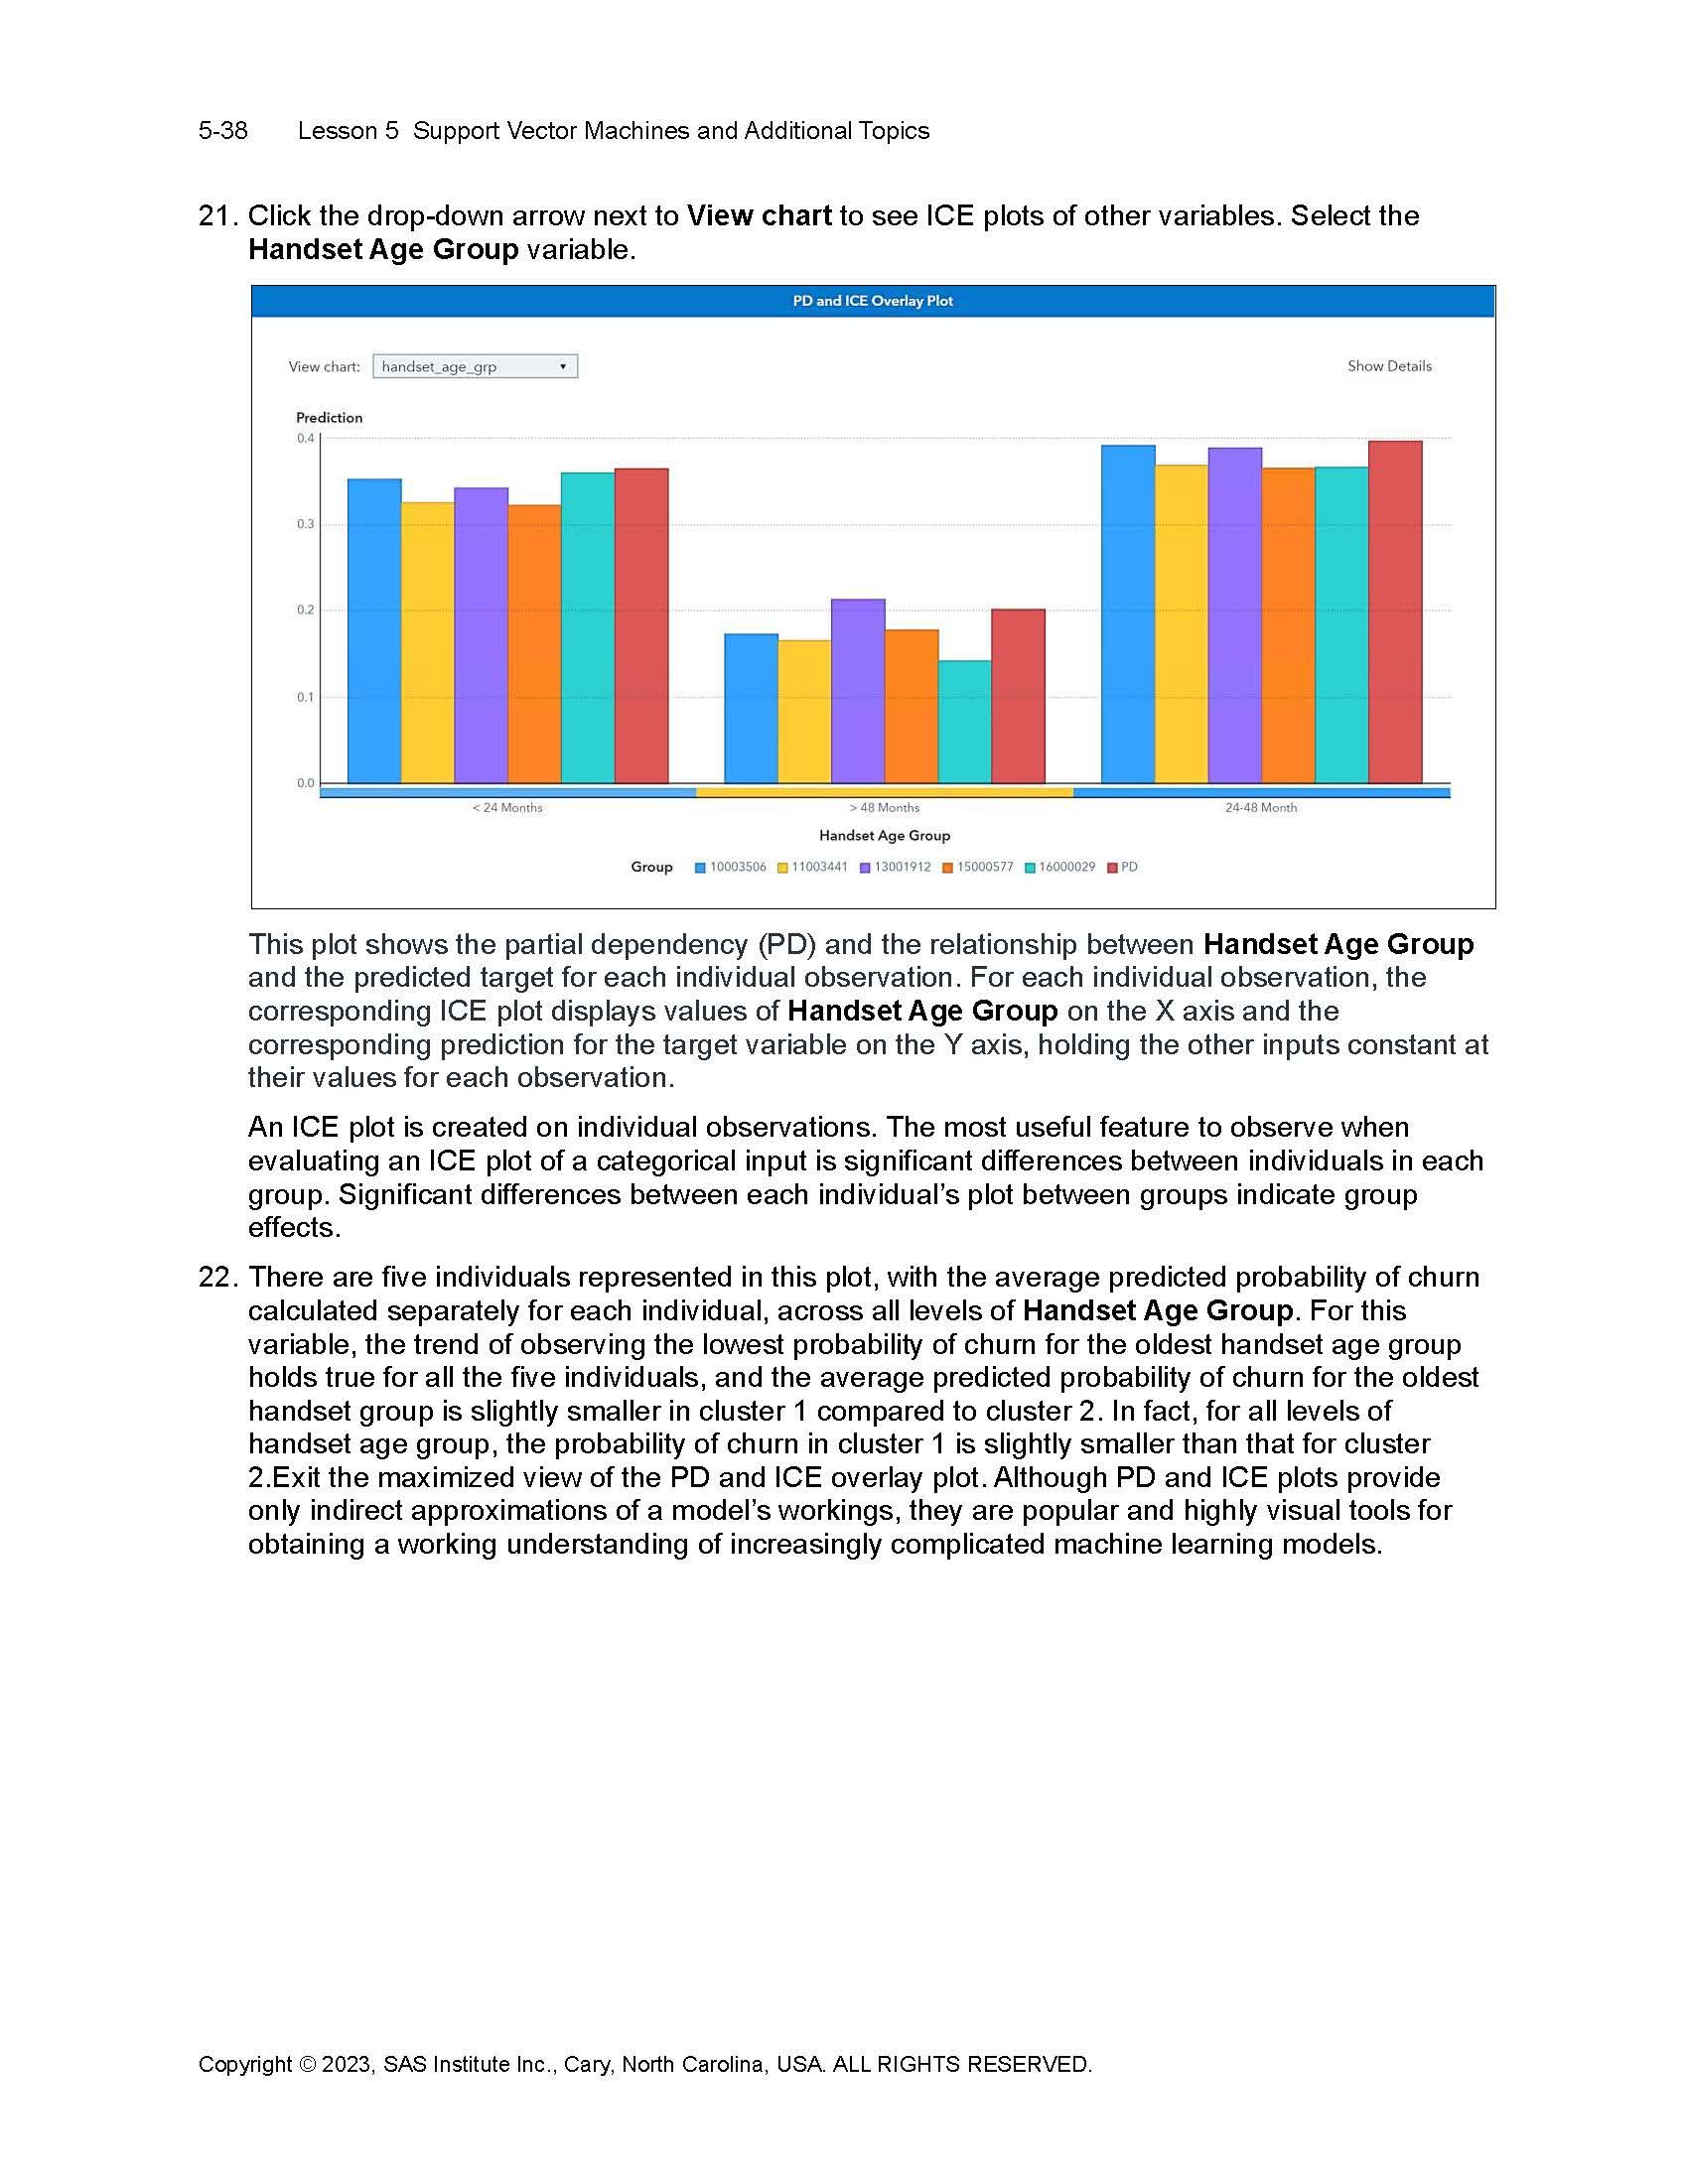 5-38 Lesson 5 Support Vector Machines and Additional Topics
21. Click the drop-down arrow next to View chart to see ICE plots of other variables. Select the
Handset Age Group variable.
PD and ICE Overlay Plot
View chart: handset_age_grp
Show Details
Prediction
0.4
0.3
0.2
0.1
0.0
< 24 Months > 48 Months 24-48 Month
Handset Age Group
Group 10003506 11003441 13001912 15000577 16000029 PD
This plot shows the partial dependency (PD) and the relationship between Handset Age Group
and the predicted target for each individual observation. For each individual observation, the
corresponding ICE plot displays values of Handset Age Group on the X axis and the
corresponding prediction for the target variable on the Y axis, holding the other inputs constant at
their values for each observation.
An ICE plot is created on individual observations. The most useful feature to observe when
evaluating an ICE plot of a categorical input is significant differences between individuals in each
group. Significant differences between each individual's plot between groups indicate group
effects.
22. There are five individuals represented in this plot, with the average predicted probability of churn
calculated separately for each individual, across all levels of Handset Age Group. For this
variable, the trend of observing the lowest probability of churn for the oldest handset age group
holds true for all the five individuals, and the average predicted probability of churn for the oldest
handset group is slightly smaller in cluster 1 compared to cluster 2. In fact, for all levels of
handset age group, the probability of churn in cluster 1 is slightly smaller than that for cluster
2.Exit the maximized view of the PD and ICE overlay plot. Although PD and ICE plots provide
only indirect approximations of a model's workings, they are popular and highly visual tools for
obtaining a working understanding of increasingly complicated machine learning models.
Copyright © 2023, SAS Institute Inc., Cary, North Carolina, USA. ALL RIGHTS RESERVED.